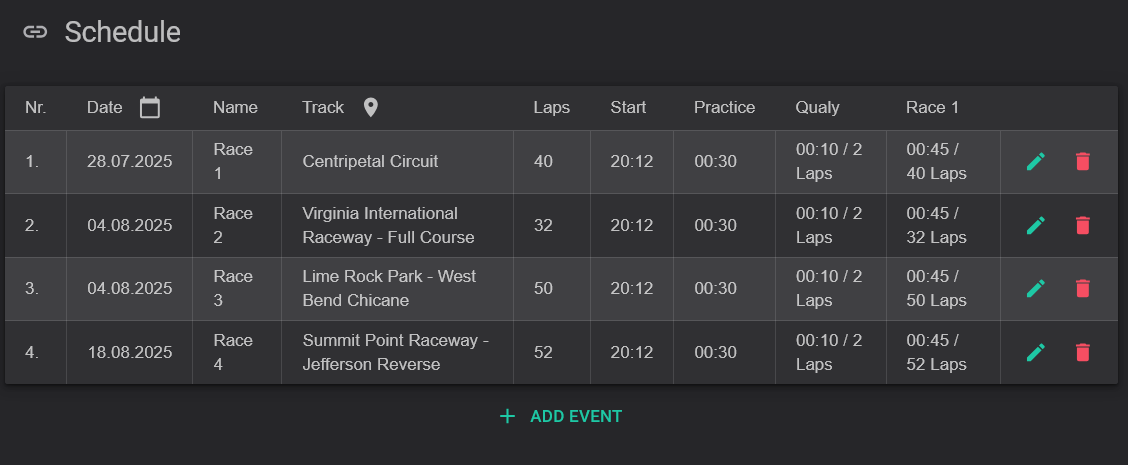 Schedule
Nr. Date Name Track Laps Start Practice Qualy Race 1
1. 28.07.2025 Race 1 Centripetal Circuit 40 20:12 00:30 00:10 / 2 Laps 00:45 / 40 Laps
2. 04.08.2025 Race 2 Virginia International Raceway - Full Course 32 20:12 00:30 00:10 / 2 Laps 00:45 / 32 Laps
3. 04.08.2025 Race 3 Lime Rock Park - West Bend Chicane 50 20:12 00:30 00:10 / 2 Laps 00:45 / 50 Laps
4. 18.08.2025 Race 4 Summit Point Raceway - Jefferson Reverse 52 20:12 00:30 00:10 / 2 Laps 00:45 / 52 Laps
ADD EVENT